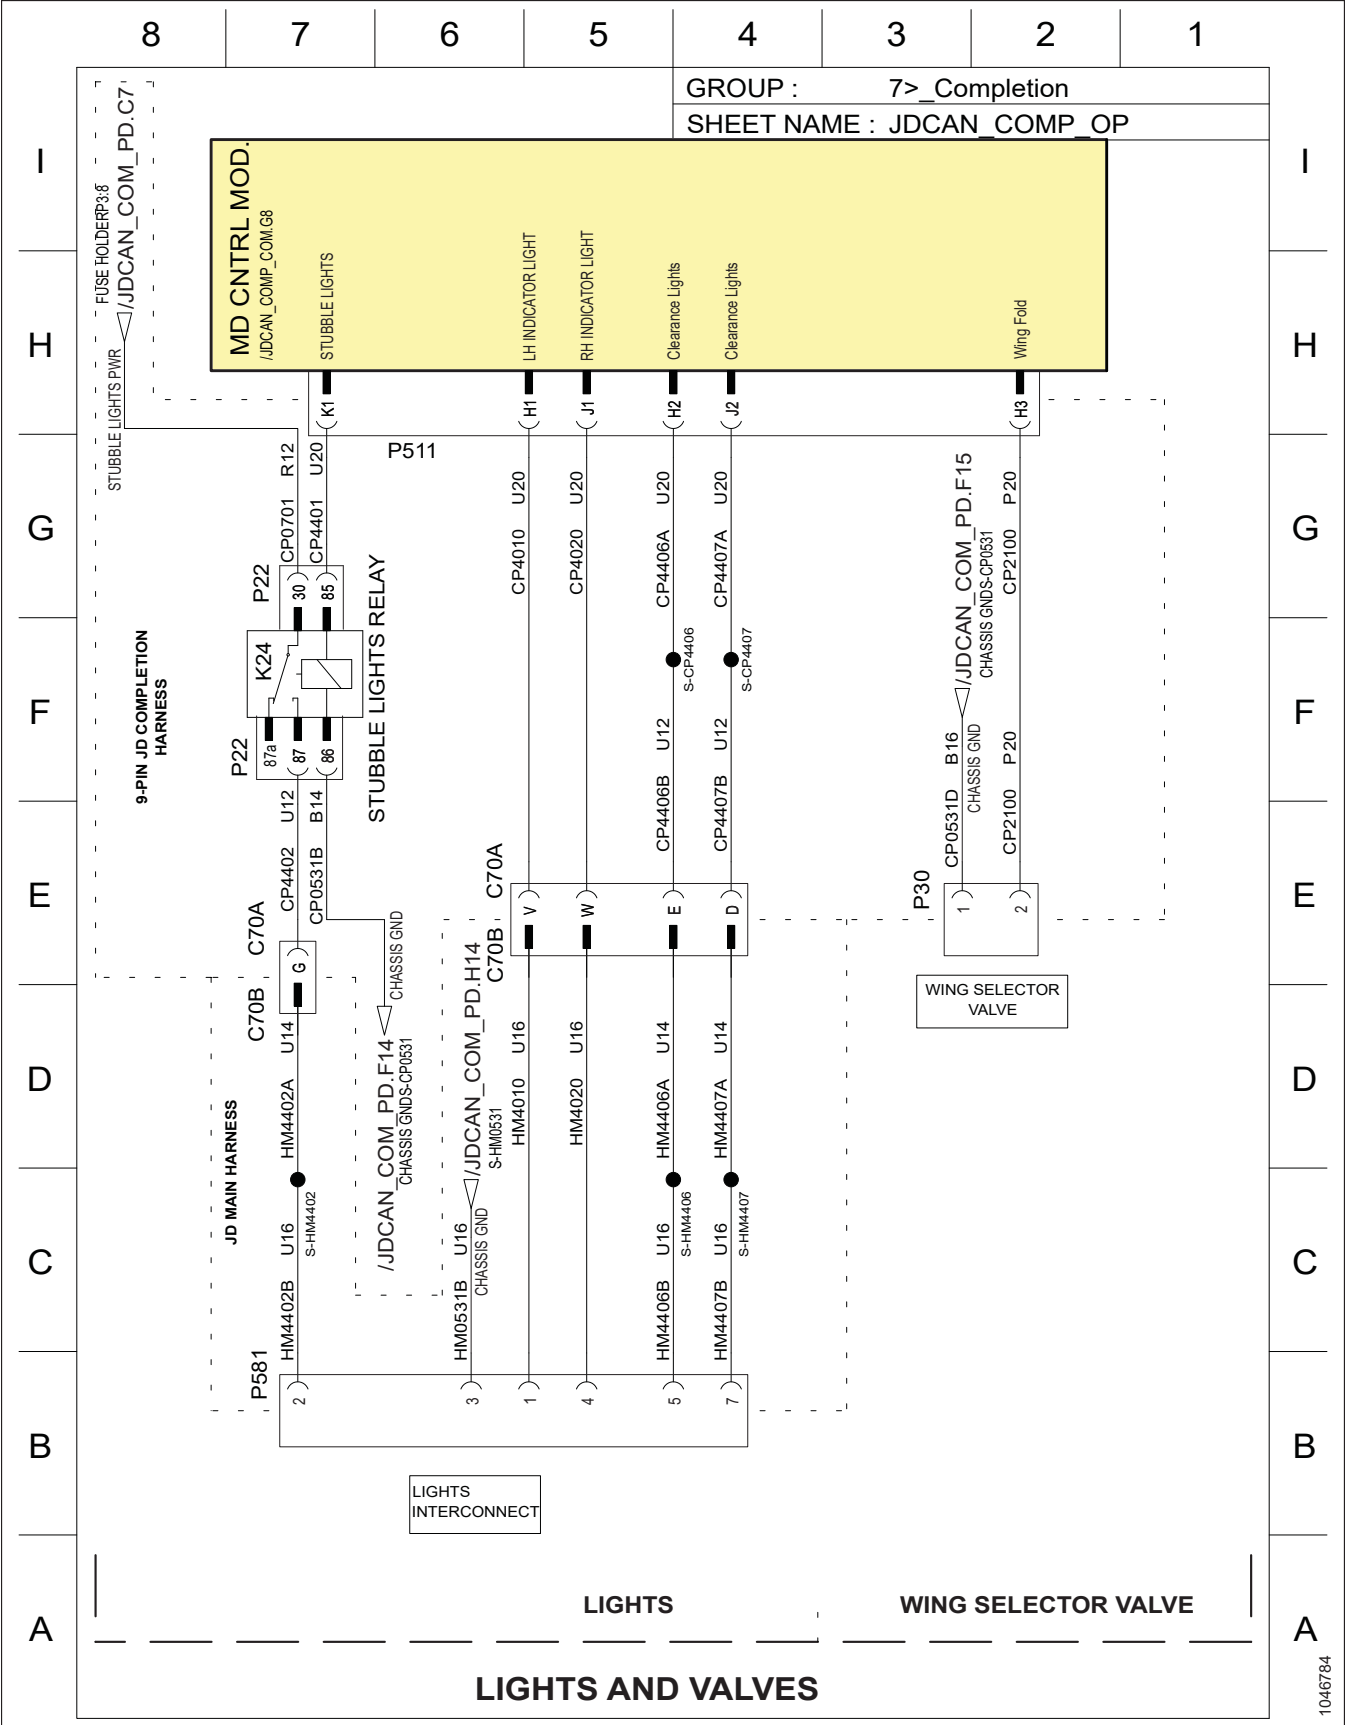 8 7 6 5 4 3 2 1
GROUP : 7>_Completion
SHEET NAME : JDCAN_COMP_OP
I I
H H
G G
F F
E E
D D
C C
B B
A A
FUSE HOLDERP3:8
/JDCAN_COM_PD.C7
STUBBLE LIGHTS PWR
MD CNTRL MOD.
/JDCAN_COMP_COM.G8
STUBBLE LIGHTS
LH INDICATOR LIGHT
RH INDICATOR LIGHT
Clearance Lights
Clearance Lights
Wing Fold
K1
H1
J1
H2
J2
H3
P511
CP0701 R12
CP4401 U20
CP4010 U20
CP4020 U20
CP4406A U20
CP4407A U20
/JDCAN_COM_PD.F15
CHASSIS GNDS-CP0531
CP2100 P20
P22
30
85
K24
STUBBLE LIGHTS RELAY
P22
87a
87
86
9-PIN JD COMPLETION
HARNESS
S-CP4406
S-CP4407
CP4402 U12
CP0531B B14
CP4406B U12
CP4407B U12
CP0531D B16
CHASSIS GND
CP2100 P20
C70A
G
C70B
CHASSIS GND
/JDCAN_COM_PD.F14
CHASSIS GNDS-CP0531
C70A
V
W
E
D
C70B
P30
1
2
WING SELECTOR
VALVE
JD MAIN HARNESS
HM4402A U14
/JDCAN_COM_PD.H14
S-HM0531
HM4010 U16
HM4020 U16
HM4406A U14
HM4407A U14
S-HM4402
S-HM4406
S-HM4407
HM4402B U16
HM0531B U16
CHASSIS GND
HM4406B U16
HM4407B U16
P581
2
3
1
4
5
7
LIGHTS
INTERCONNECT
LIGHTS
WING SELECTOR VALVE
LIGHTS AND VALVES
1046784